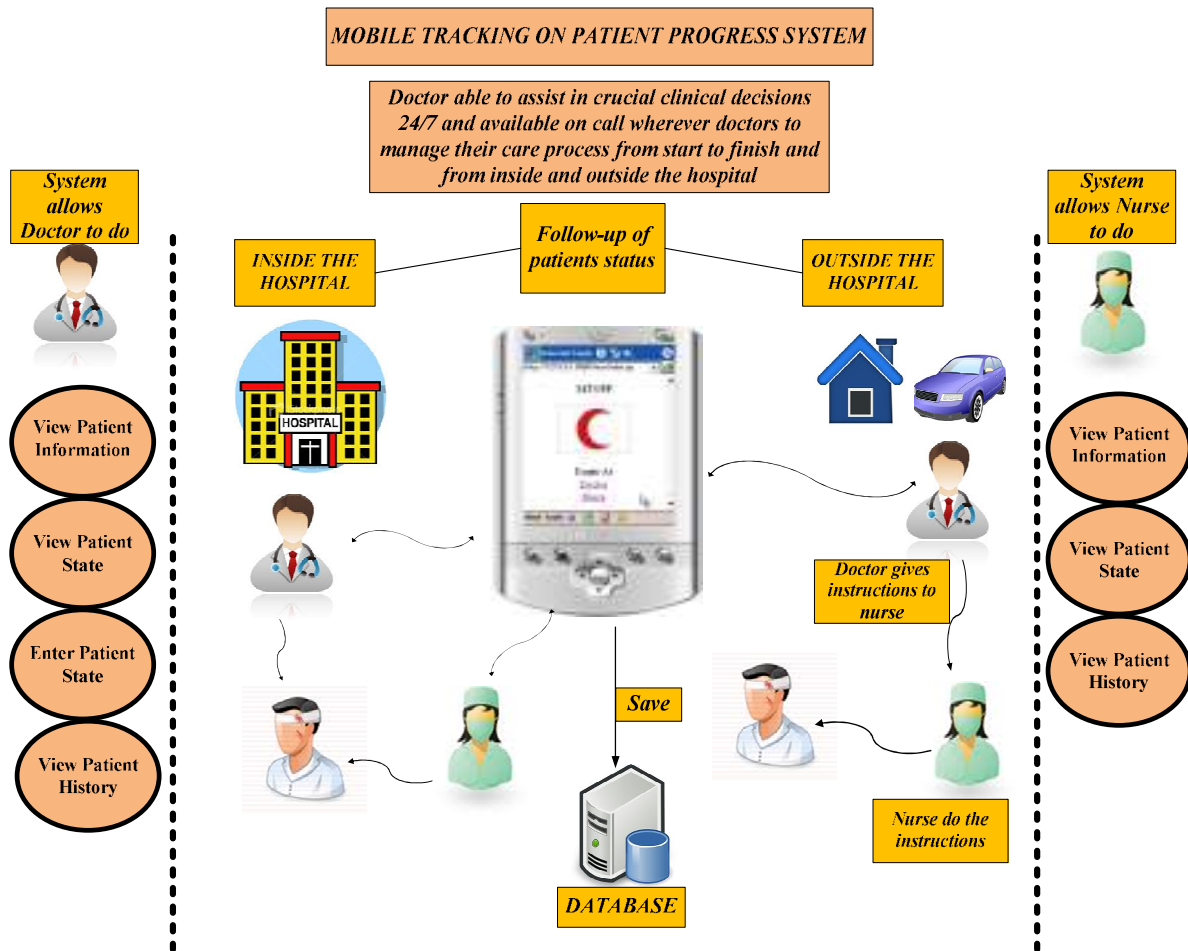 MOBILE TRACKING ON PATIENT PROGRESS SYSTEM
Doctor able to assist in crucial clinical decisions
24/7 and available on call wherever doctors to
manage their care process from start to finish and
from inside and outside the hospital
System
allows
Doctor to do
System
allows Nurse
to do
Follow-up of
patients status
INSIDE THE
HOSPITAL
OUTSIDE THE
HOSPITAL
HOSPITAL
View Patient
Information
View Patient
State
Enter Patient
State
View Patient
History
Doctor gives
instructions to
nurse
Save
Nurse do the
instructions
DATABASE
View Patient
Information
View Patient
State
View Patient
History